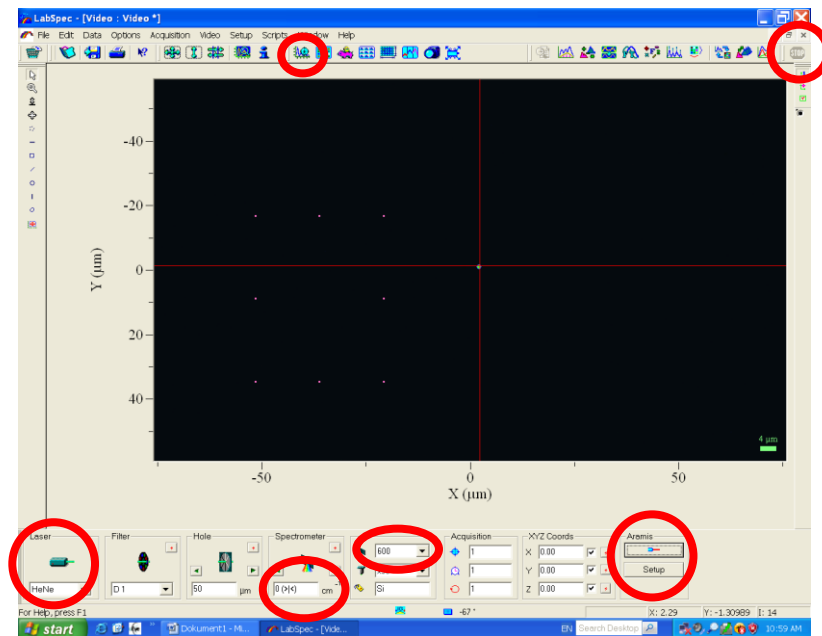 LabSpec - [Video : Video *]
File Edit Data Options Acquisition Video Setup Scripts Window Help
-40
-20
0
20
40
Y (µm)
4 µm
-50 0 50
X (µm)
Laser Filter Hole Spectrometer Acquisition XYZ Coords Aramis
600 1 X 0.00
1 Y 0.00 Setup
HeNe D 1 50 µm 0 (>|<) cm⁻¹ Si 1 Z 0.00
For Help, press F1 -67 ° X: 2.29 Y: -1.30989 I: 14
start Dokument1 - Mi... LabSpec - [Vide... EN Search Desktop 10:59 AM